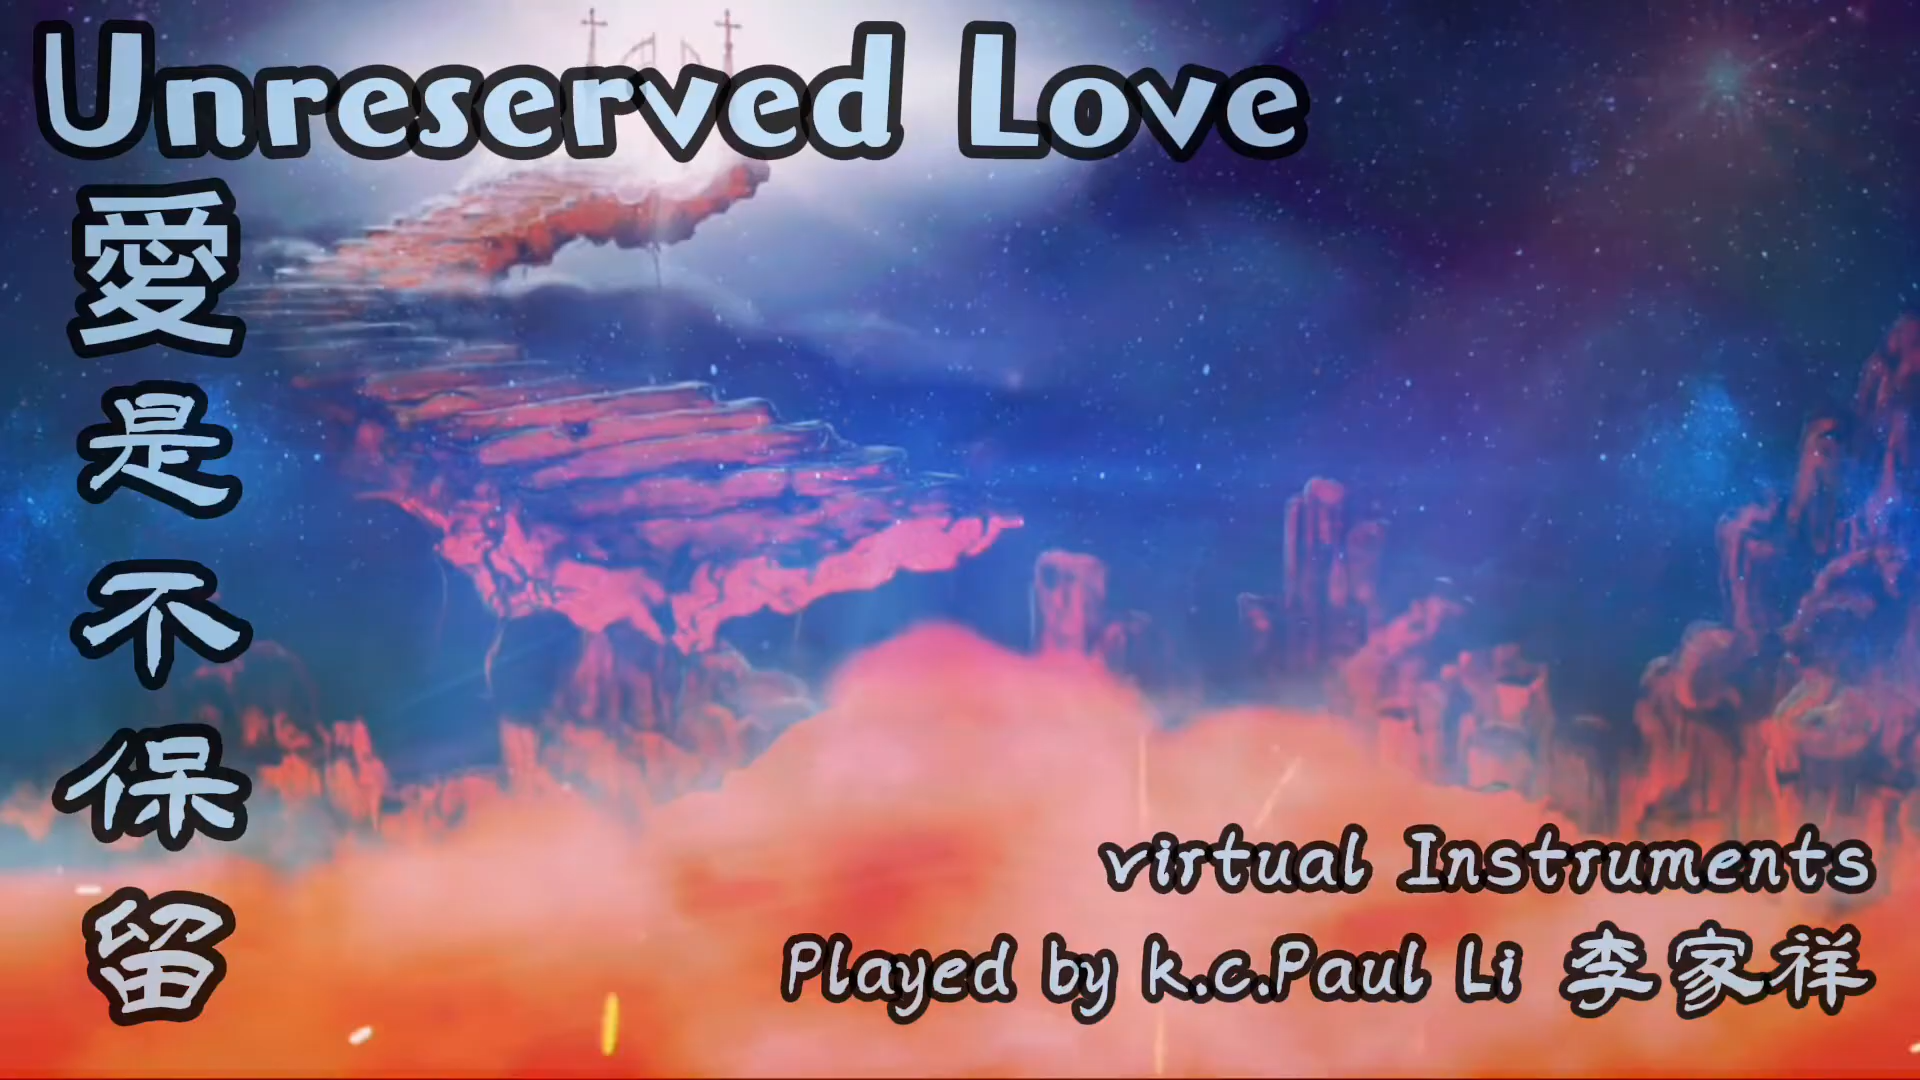 Unreserved Love
愛是不保留
virtual Instruments
Played by k.c.Paul Li 李家祥